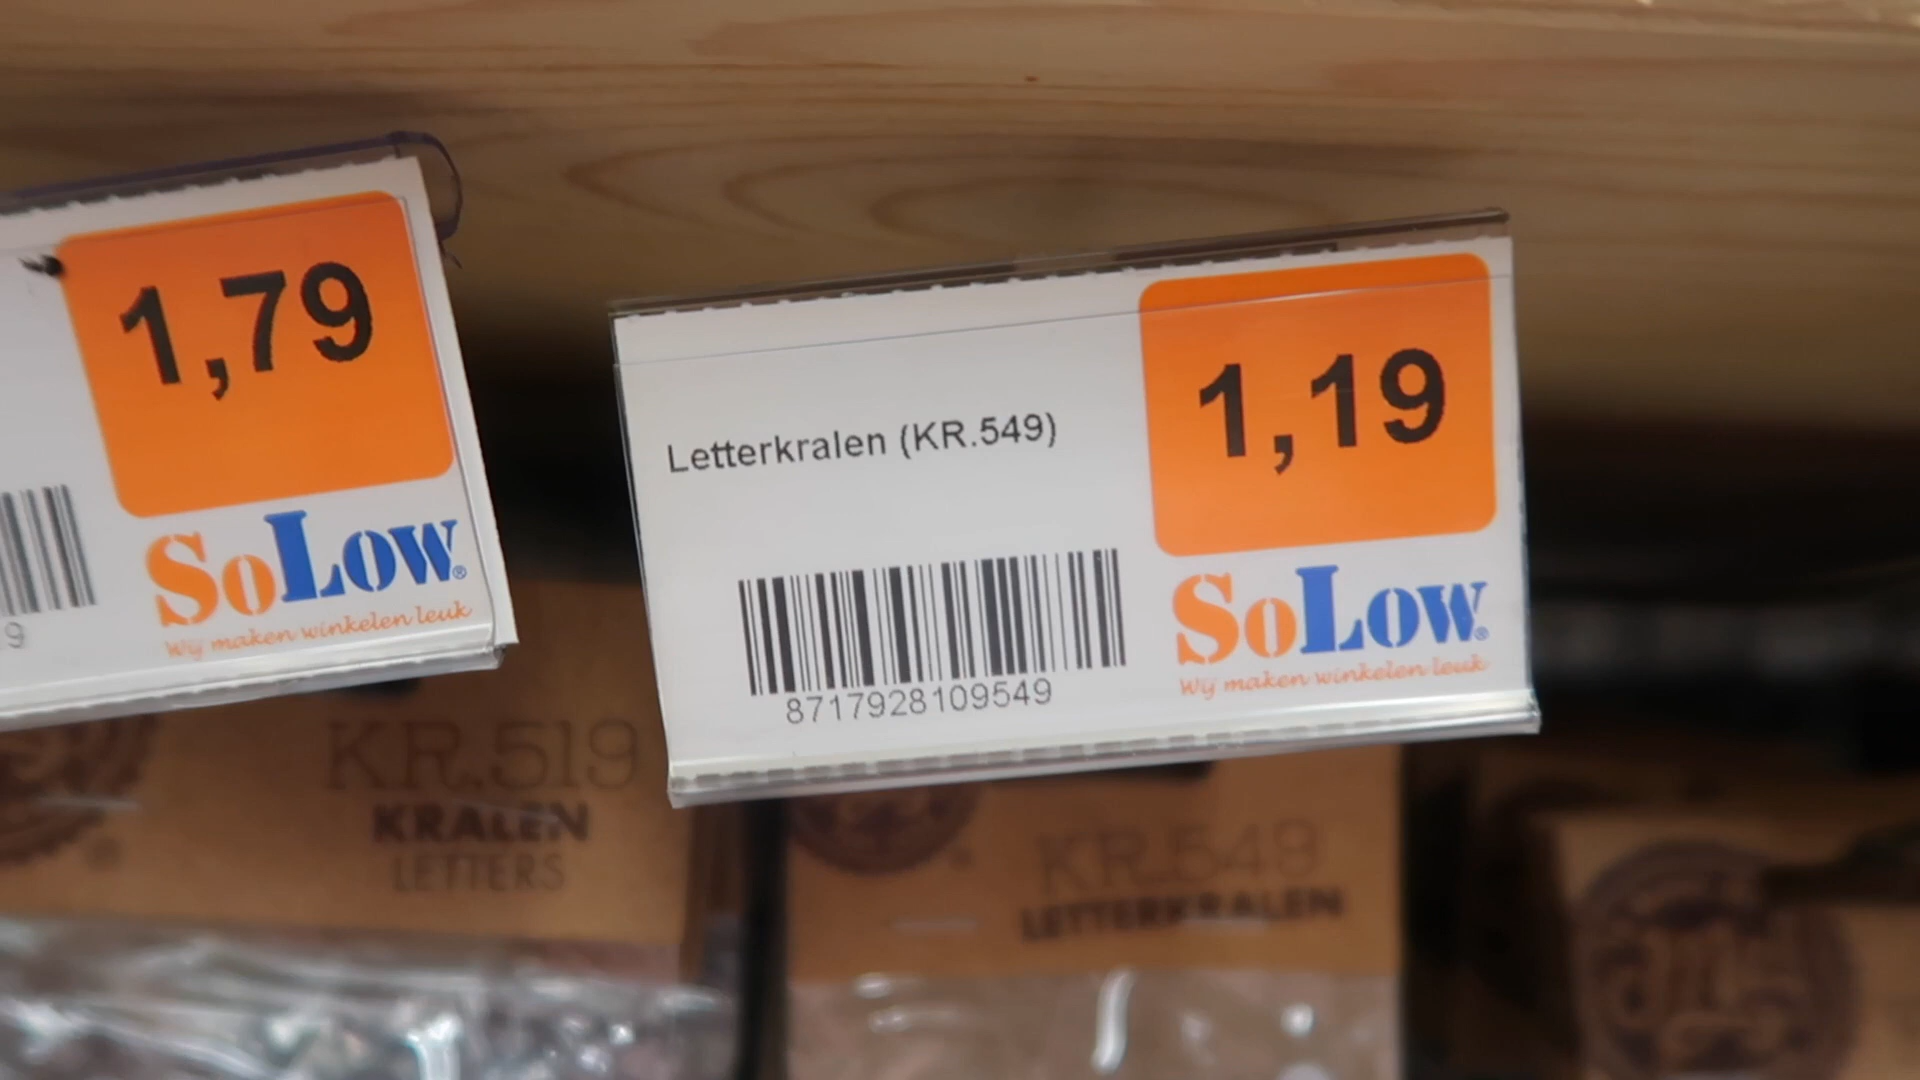 1,79
SoLow®
Wij maken winkelen leuk
9
Letterkralen (KR.549)
1,19
8717928109549
SoLow®
Wij maken winkelen leuk
KR.519
KRALEN
LETTERS
KR.549
LETTERKRALEN